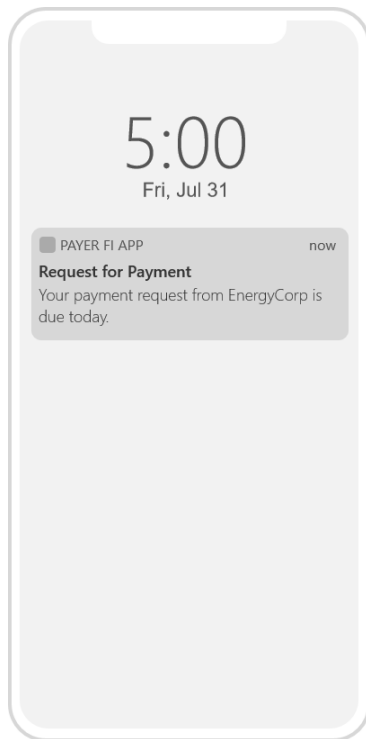 5:00
Fri, Jul 31
PAYER FI APP now
Request for Payment
Your payment request from EnergyCorp is
due today.